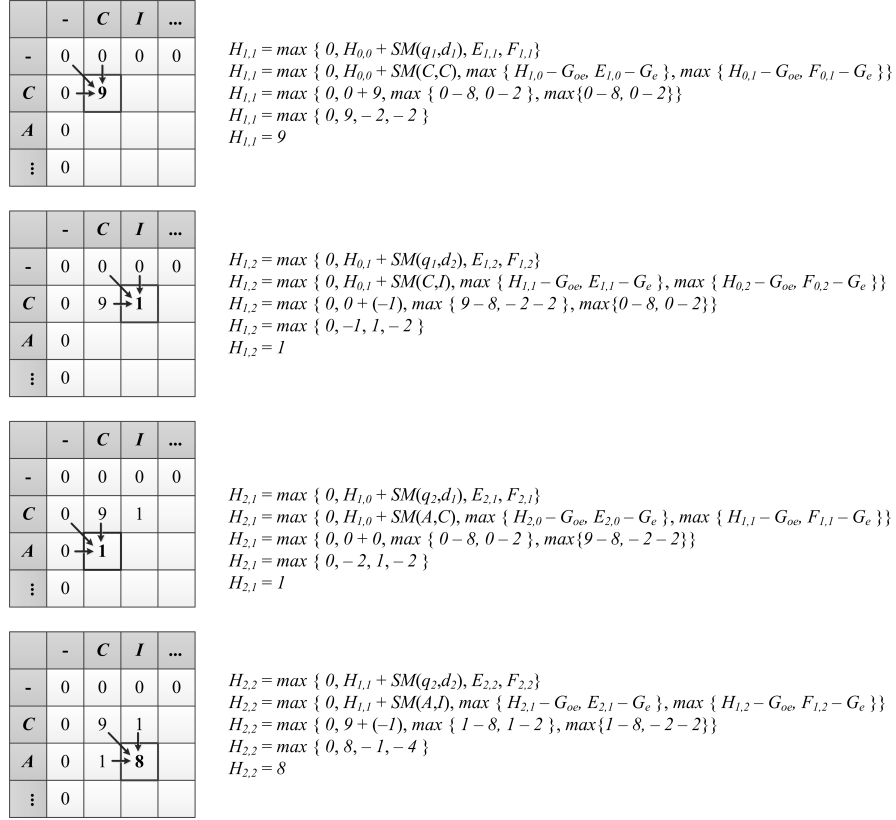 - C I ...
- 0 0 0 0
C 0 9
A 0
⋮ 0
H1,1 = max { 0, H0,0 + SM(q1,d1), E1,1, F1,1}
H1,1 = max { 0, H0,0 + SM(C,C), max { H1,0 – Goe, E1,0 – Ge }, max { H0,1 – Goe, F0,1 – Ge }}
H1,1 = max { 0, 0 + 9, max { 0 – 8, 0 – 2 }, max{0 – 8, 0 – 2}}
H1,1 = max { 0, 9, – 2, – 2 }
H1,1 = 9
- C I ...
- 0 0 0 0
C 0 9 1
A 0
⋮ 0
H1,2 = max { 0, H0,1 + SM(q1,d2), E1,2, F1,2}
H1,2 = max { 0, H0,1 + SM(C,I), max { H1,1 – Goe, E1,1 – Ge }, max { H0,2 – Goe, F0,2 – Ge }}
H1,2 = max { 0, 0 + (–1), max { 9 – 8, – 2 – 2 }, max{0 – 8, 0 – 2}}
H1,2 = max { 0, –1, 1, – 2 }
H1,2 = 1
- C I ...
- 0 0 0 0
C 0 9 1
A 0 1
⋮ 0
H2,1 = max { 0, H1,0 + SM(q2,d1), E2,1, F2,1}
H2,1 = max { 0, H1,0 + SM(A,C), max { H2,0 – Goe, E2,0 – Ge }, max { H1,1 – Goe, F1,1 – Ge }}
H2,1 = max { 0, 0 + 0, max { 0 – 8, 0 – 2 }, max{9 – 8, – 2 – 2}}
H2,1 = max { 0, – 2, 1, – 2 }
H2,1 = 1
- C I ...
- 0 0 0 0
C 0 9 1
A 0 1 8
⋮ 0
H2,2 = max { 0, H1,1 + SM(q2,d2), E2,2, F2,2}
H2,2 = max { 0, H1,1 + SM(A,I), max { H2,1 – Goe, E2,1 – Ge }, max { H1,2 – Goe, F1,2 – Ge }}
H2,2 = max { 0, 9 + (–1), max { 1 – 8, 1 – 2 }, max{1 – 8, – 2 – 2}}
H2,2 = max { 0, 8, – 1, – 4 }
H2,2 = 8